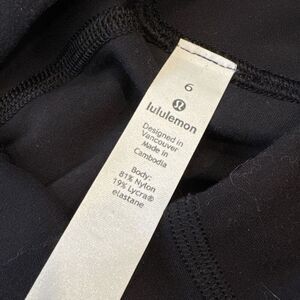 6
lululemon
Designed in
Vancouver
Made in
Cambodia
Body:
81% Nylon
19% Lycra®
elastane